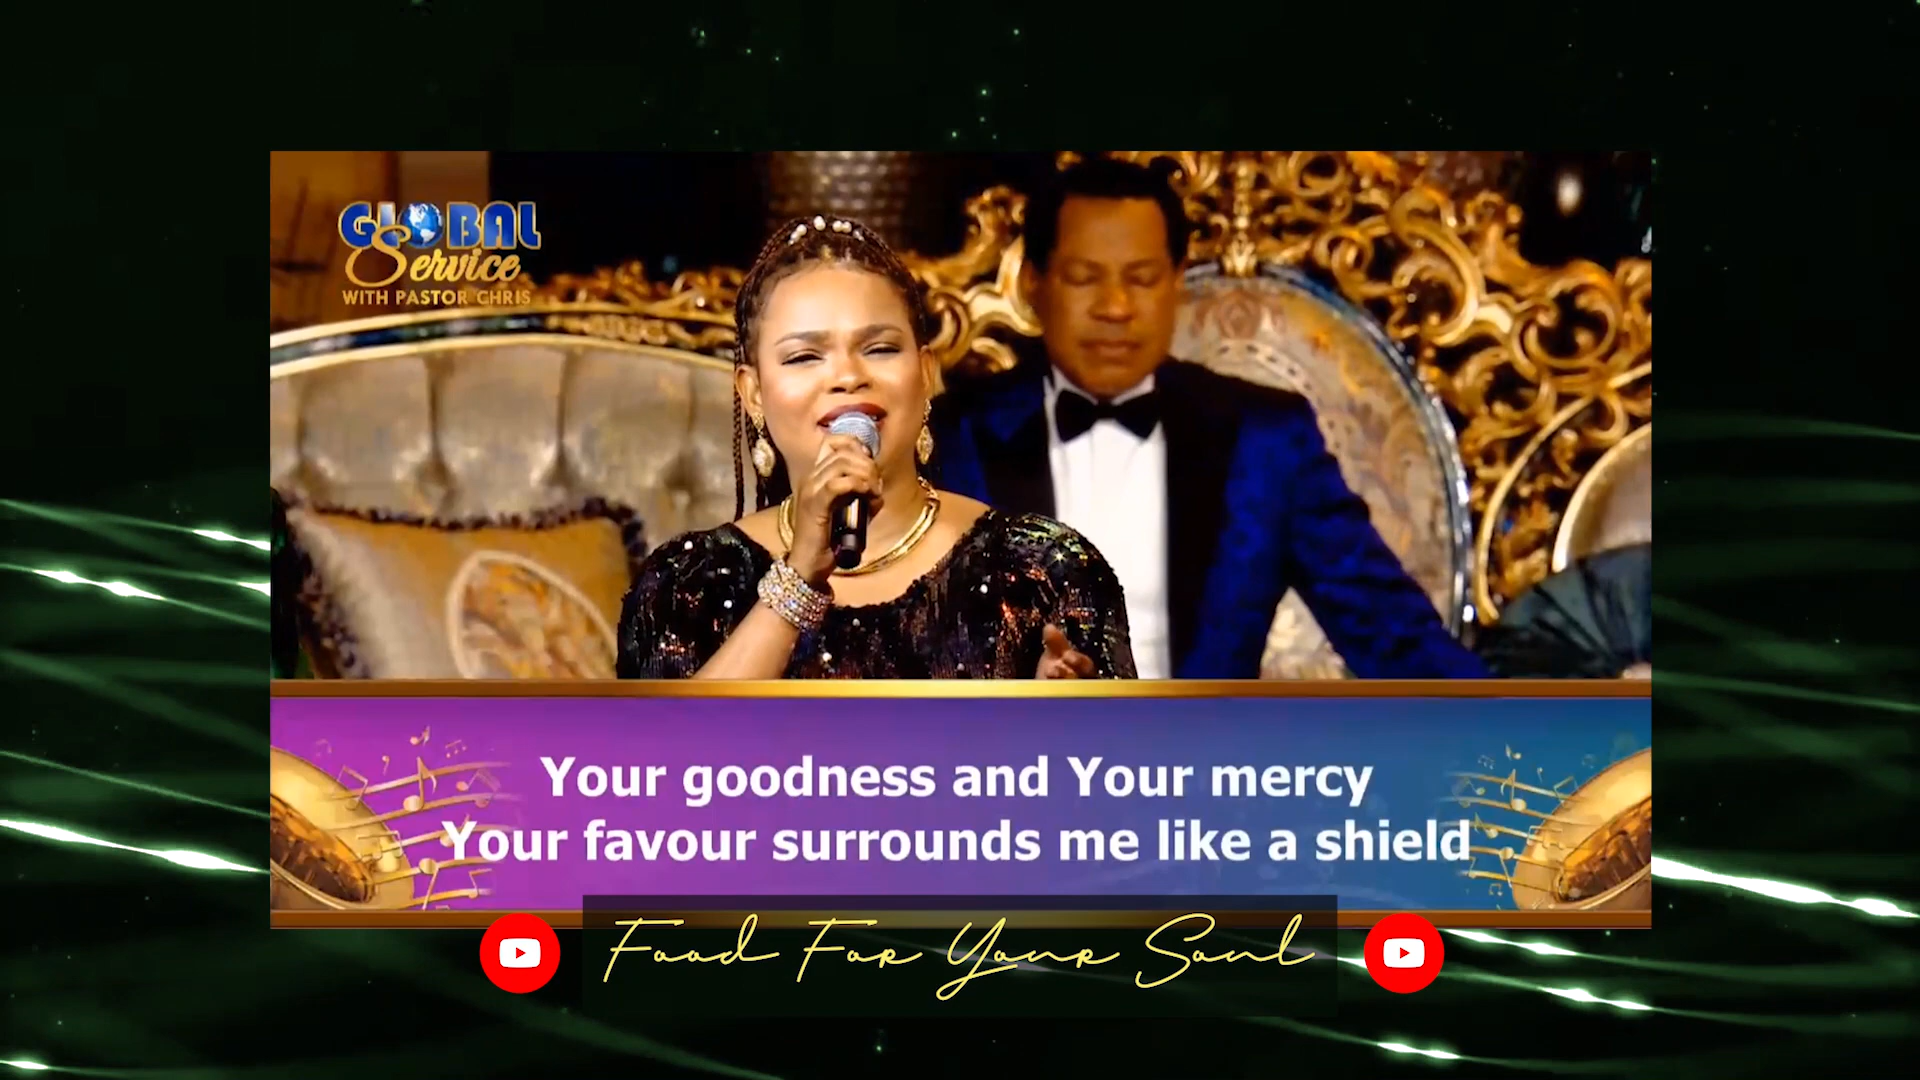 GLOBAL
Service
WITH PASTOR CHRIS
Your goodness and Your mercy
Your favour surrounds me like a shield
Food For Your Soul